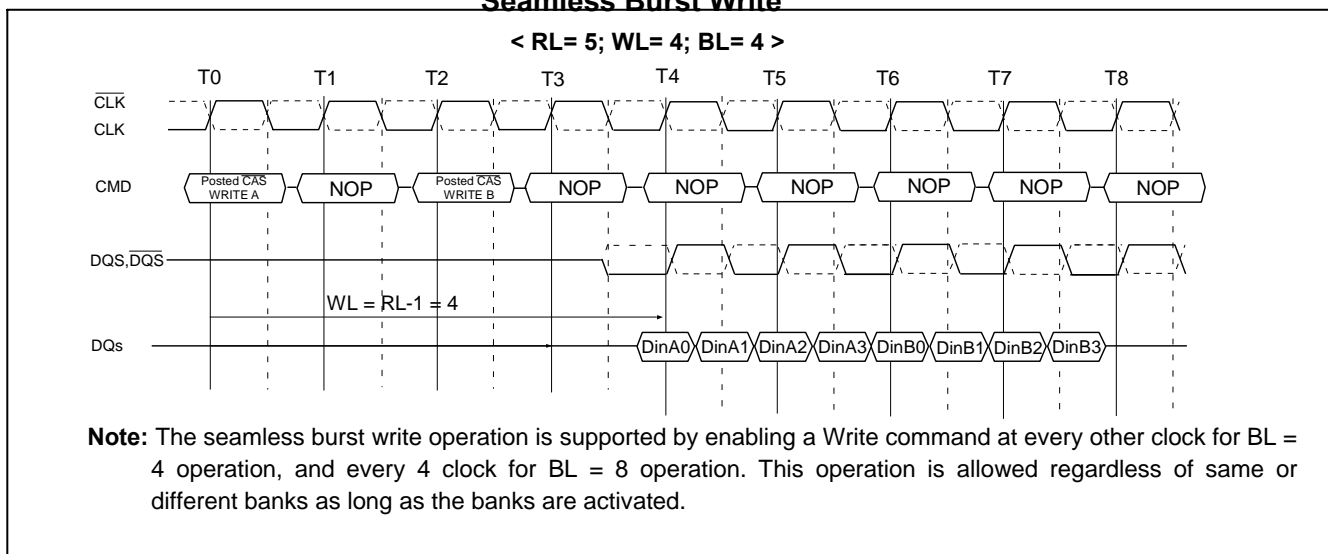 Seamless Burst Write
< RL= 5; WL= 4; BL= 4 >
T0 T1 T2 T3 T4 T5 T6 T7 T8
CLK
CLK
CMD
Posted CAS
WRITE A
NOP
Posted CAS
WRITE B
NOP
NOP
NOP
NOP
NOP
NOP
DQS,DQS
WL = RL-1 = 4
DQs
DinA0 DinA1 DinA2 DinA3 DinB0 DinB1 DinB2 DinB3
Note: The seamless burst write operation is supported by enabling a Write command at every other clock for BL =
4 operation, and every 4 clock for BL = 8 operation. This operation is allowed regardless of same or
different banks as long as the banks are activated.